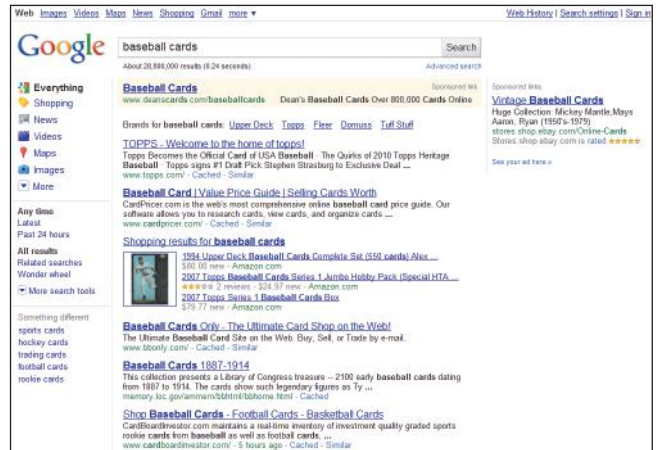 Web Images Videos Maps News Shopping Gmail more ▼
Web History | Search settings | Sign in
Google
baseball cards
Search
About 28,800,000 results (0.24 seconds)
Advanced search
Everything
Shopping
News
Videos
Maps
Images
More
Any time
Latest
Past 24 hours
All results
Related searches
Wonder wheel
More search tools
Something different
sports cards
hockey cards
trading cards
football cards
rookie cards
Baseball Cards
Sponsored link
www.deanscards.com/baseballcards Dean's Baseball Cards Over 800,000 Cards Online
Brands for baseball cards: Upper Deck Topps Fleer Donruss Tuff Stuff
TOPPS - Welcome to the home of topps!
Topps Becomes the Official Card of USA Baseball · The Quirks of 2010 Topps Heritage
Baseball · Topps signs #1 Draft Pick Stephen Strasburg to Exclusive Deal ...
www.topps.com/ - Cached - Similar
Baseball Card | Value Price Guide | Selling Cards Worth
CardPricer.com is the web's most comprehensive online baseball card price guide. Our
software allows you to research cards, view cards, and organize cards ...
www.cardpricer.com/ - Cached - Similar
Shopping results for baseball cards
1994 Upper Deck Baseball Cards Complete Set (550 cards) Alex ...
$80.00 new - Amazon.com
2007 Topps Baseball Cards Series 1 Jumbo Hobby Pack (Special HTA ...
2 reviews - $24.97 new - Amazon.com
2007 Topps Series 1 Baseball Cards Box
$79.77 new - Amazon.com
Baseball Cards Only - The Ultimate Card Shop on the Web!
The Ultimate Baseball Card Site on the Web. Buy, Sell, or Trade by e-mail.
www.bbonly.com/ - Cached - Similar
Baseball Cards 1887-1914
This collection presents a Library of Congress treasure -- 2100 early baseball cards dating
from 1887 to 1914. The cards show such legendary figures as Ty ...
memory.loc.gov/ammem/bbhtml/bbhome.html - Cached
Shop Baseball Cards - Football Cards - Basketball Cards
CardBoardInvestor.com maintains a real-time inventory of investment quality graded sports
rookie cards from baseball as well as football cards, ...
www.cardboardinvestor.com/ - 5 hours ago - Cached - Similar
Sponsored links
Vintage Baseball Cards
Huge Collection: Mickey Mantle,Mays
Aaron, Ryan (1950's-1979)
stores.shop.ebay.com/Online-Cards
Stores.shop.ebay.com is rated ★★★★★
See your ad here »